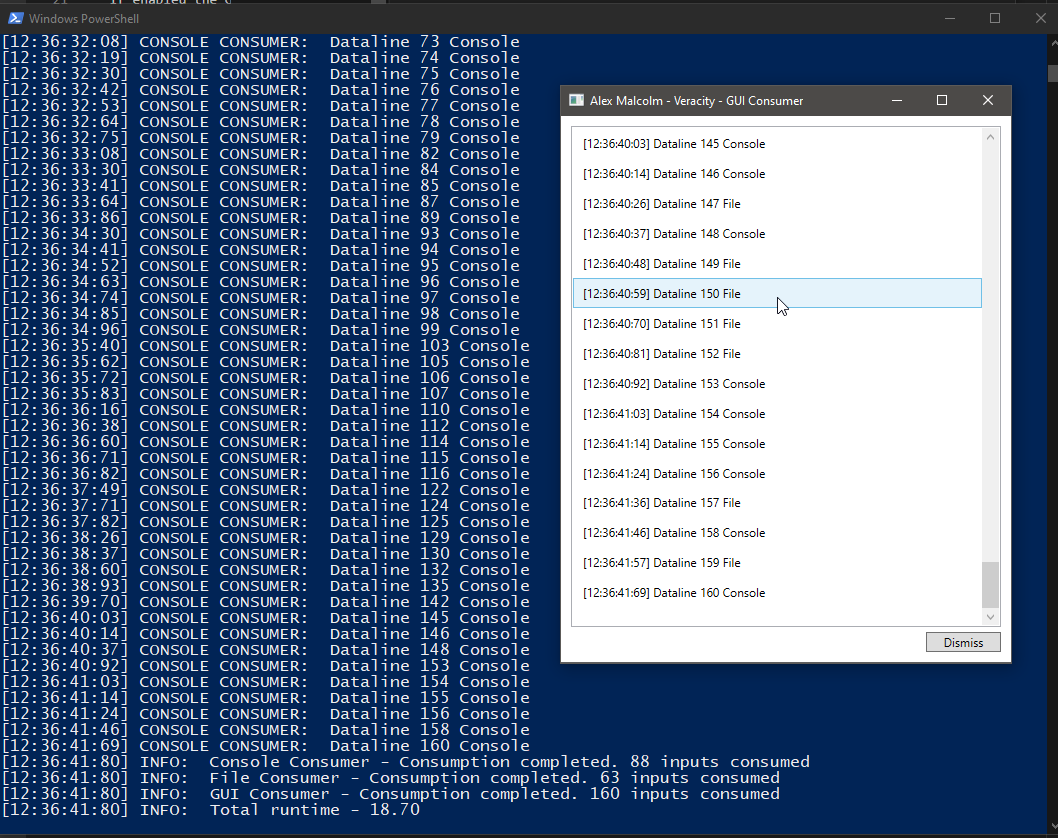 Windows PowerShell
[12:36:32:08] CONSOLE CONSUMER:  Dataline 73 Console
[12:36:32:19] CONSOLE CONSUMER:  Dataline 74 Console
[12:36:32:30] CONSOLE CONSUMER:  Dataline 75 Console
[12:36:32:42] CONSOLE CONSUMER:  Dataline 76 Console
[12:36:32:53] CONSOLE CONSUMER:  Dataline 77 Console
[12:36:32:64] CONSOLE CONSUMER:  Dataline 78 Console
[12:36:32:75] CONSOLE CONSUMER:  Dataline 79 Console
[12:36:33:08] CONSOLE CONSUMER:  Dataline 82 Console
[12:36:33:30] CONSOLE CONSUMER:  Dataline 84 Console
[12:36:33:41] CONSOLE CONSUMER:  Dataline 85 Console
[12:36:33:64] CONSOLE CONSUMER:  Dataline 87 Console
[12:36:33:86] CONSOLE CONSUMER:  Dataline 89 Console
[12:36:34:30] CONSOLE CONSUMER:  Dataline 93 Console
[12:36:34:41] CONSOLE CONSUMER:  Dataline 94 Console
[12:36:34:52] CONSOLE CONSUMER:  Dataline 95 Console
[12:36:34:63] CONSOLE CONSUMER:  Dataline 96 Console
[12:36:34:74] CONSOLE CONSUMER:  Dataline 97 Console
[12:36:34:85] CONSOLE CONSUMER:  Dataline 98 Console
[12:36:34:96] CONSOLE CONSUMER:  Dataline 99 Console
[12:36:35:40] CONSOLE CONSUMER:  Dataline 103 Console
[12:36:35:62] CONSOLE CONSUMER:  Dataline 105 Console
[12:36:35:72] CONSOLE CONSUMER:  Dataline 106 Console
[12:36:35:83] CONSOLE CONSUMER:  Dataline 107 Console
[12:36:36:16] CONSOLE CONSUMER:  Dataline 110 Console
[12:36:36:38] CONSOLE CONSUMER:  Dataline 112 Console
[12:36:36:60] CONSOLE CONSUMER:  Dataline 114 Console
[12:36:36:71] CONSOLE CONSUMER:  Dataline 115 Console
[12:36:36:82] CONSOLE CONSUMER:  Dataline 116 Console
[12:36:37:49] CONSOLE CONSUMER:  Dataline 122 Console
[12:36:37:71] CONSOLE CONSUMER:  Dataline 124 Console
[12:36:37:82] CONSOLE CONSUMER:  Dataline 125 Console
[12:36:38:26] CONSOLE CONSUMER:  Dataline 129 Console
[12:36:38:37] CONSOLE CONSUMER:  Dataline 130 Console
[12:36:38:60] CONSOLE CONSUMER:  Dataline 132 Console
[12:36:38:93] CONSOLE CONSUMER:  Dataline 135 Console
[12:36:39:70] CONSOLE CONSUMER:  Dataline 142 Console
[12:36:40:03] CONSOLE CONSUMER:  Dataline 145 Console
[12:36:40:14] CONSOLE CONSUMER:  Dataline 146 Console
[12:36:40:37] CONSOLE CONSUMER:  Dataline 148 Console
[12:36:40:92] CONSOLE CONSUMER:  Dataline 153 Console
[12:36:41:03] CONSOLE CONSUMER:  Dataline 154 Console
[12:36:41:14] CONSOLE CONSUMER:  Dataline 155 Console
[12:36:41:24] CONSOLE CONSUMER:  Dataline 156 Console
[12:36:41:46] CONSOLE CONSUMER:  Dataline 158 Console
[12:36:41:69] CONSOLE CONSUMER:  Dataline 160 Console
[12:36:41:80] INFO:  Console Consumer - Consumption completed. 88 inputs consumed
[12:36:41:80] INFO:  File Consumer - Consumption completed. 63 inputs consumed
[12:36:41:80] INFO:  GUI Consumer - Consumption completed. 160 inputs consumed
[12:36:41:80] INFO:  Total runtime - 18.70
Alex Malcolm - Veracity - GUI Consumer
[12:36:40:03] Dataline 145 Console
[12:36:40:14] Dataline 146 Console
[12:36:40:26] Dataline 147 File
[12:36:40:37] Dataline 148 Console
[12:36:40:48] Dataline 149 File
[12:36:40:59] Dataline 150 File
[12:36:40:70] Dataline 151 File
[12:36:40:81] Dataline 152 File
[12:36:40:92] Dataline 153 Console
[12:36:41:03] Dataline 154 Console
[12:36:41:14] Dataline 155 Console
[12:36:41:24] Dataline 156 Console
[12:36:41:36] Dataline 157 File
[12:36:41:46] Dataline 158 Console
[12:36:41:57] Dataline 159 File
[12:36:41:69] Dataline 160 Console
Dismiss